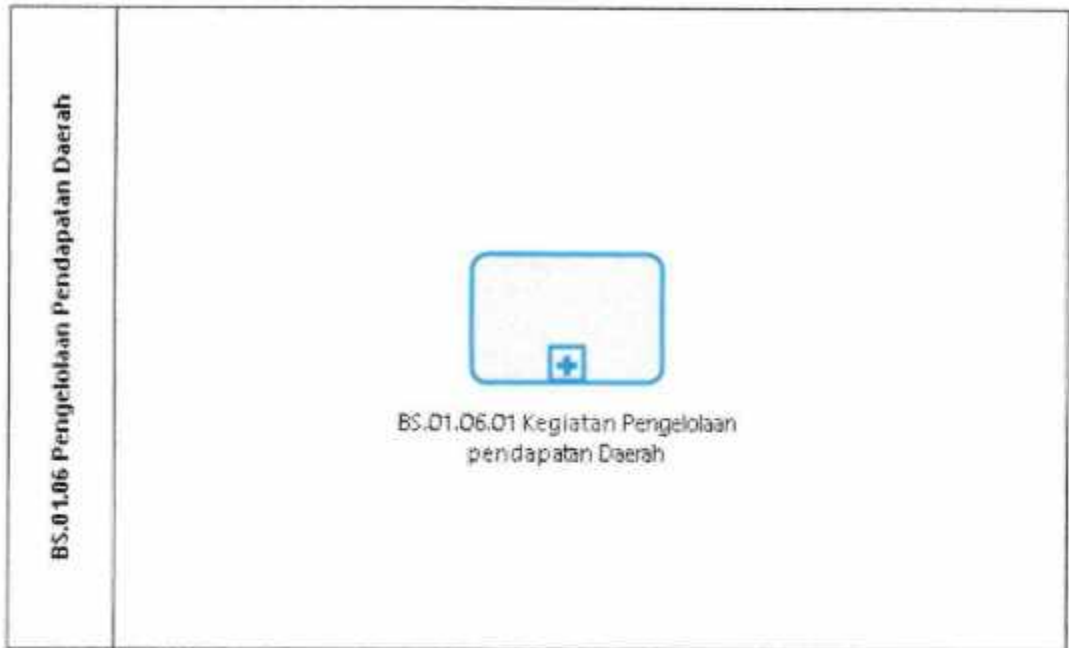 BS.01.06 Pengelolaan Pendapatan Daerah
BS.01.06.01 Kegiatan Pengelolaan
pendapatan Daerah